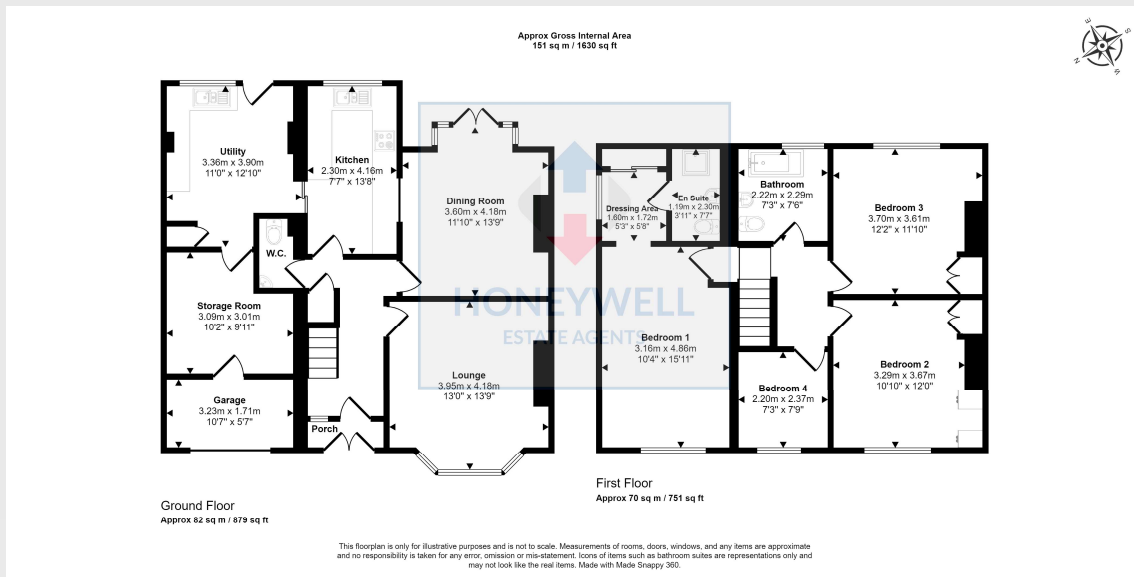 Approx Gross Internal Area
151 sq m / 1630 sq ft
N
E
S
W
Utility
3.36m x 3.90m
11'0" x 12'10"
Kitchen
2.30m x 4.16m
7'7" x 13'8"
Dining Room
3.60m x 4.18m
11'10" x 13'9"
W.C.
Storage Room
3.09m x 3.01m
10'2" x 9'11"
Lounge
3.95m x 4.18m
13'0" x 13'9"
Garage
3.23m x 1.71m
10'7" x 5'7"
Porch
Ground Floor
Approx 82 sq m / 879 sq ft
Dressing Area
1.60m x 1.72m
5'3" x 5'8"
En Suite
1.19m x 2.30m
3'11" x 7'7"
Bathroom
2.22m x 2.29m
7'3" x 7'6"
Bedroom 3
3.70m x 3.61m
12'2" x 11'10"
HONEYWELL
ESTATE AGENTS
Bedroom 1
3.16m x 4.86m
10'4" x 15'11"
Bedroom 4
2.20m x 2.37m
7'3" x 7'9"
Bedroom 2
3.29m x 3.67m
10'10" x 12'0"
First Floor
Approx 70 sq m / 751 sq ft
This floorplan is only for illustrative purposes and is not to scale. Measurements of rooms, doors, windows, and any items are approximate
and no responsibility is taken for any error, omission or mis-statement. Icons of items such as bathroom suites are representations only and
may not look like the real items. Made with Made Snappy 360.